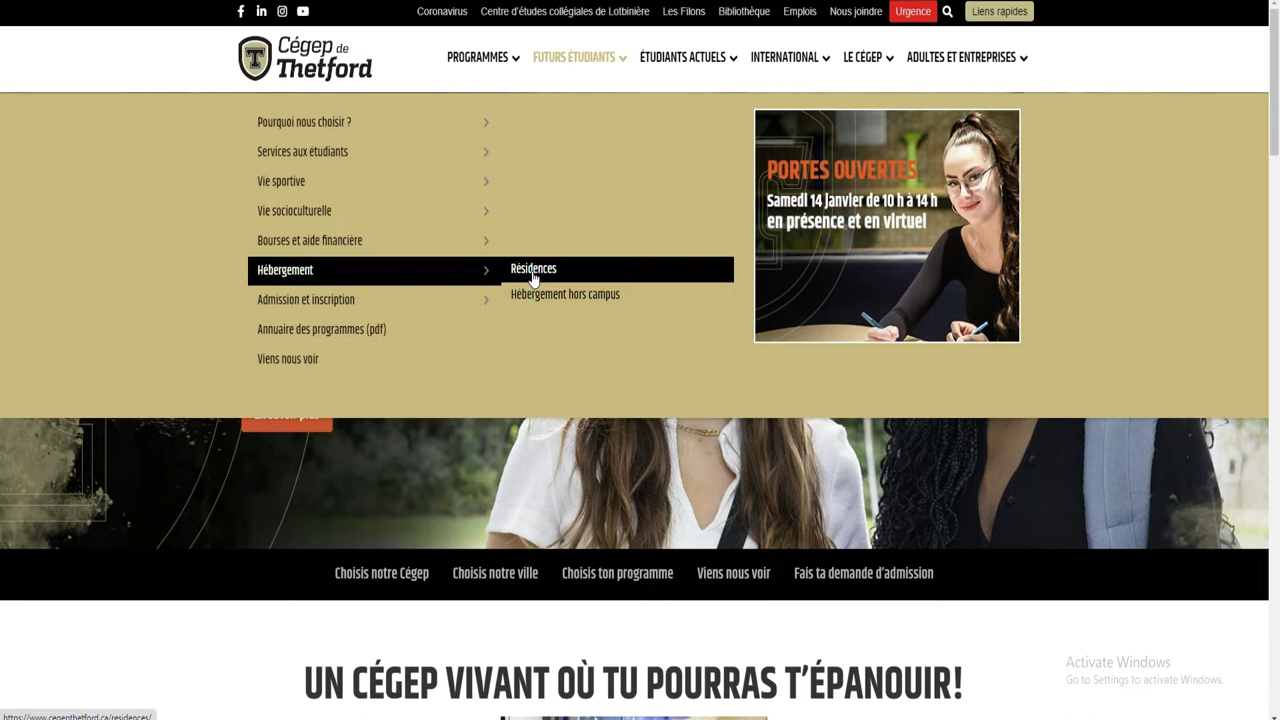 Coronavirus Centre d'études collégiales de Lotbinière Les Filons Bibliothèque Emplois Nous joindre Urgence Liens rapides
Cégep de
Thetford
PROGRAMMES FUTURS ÉTUDIANTS ÉTUDIANTS ACTUELS INTERNATIONAL LE CÉGEP ADULTES ET ENTREPRISES
Pourquoi nous choisir ?
Services aux étudiants
Vie sportive
Vie socioculturelle
Bourses et aide financière
Hébergement
Admission et inscription
Annuaire des programmes (pdf)
Viens nous voir
Résidences
Hébergement hors campus
PORTES OUVERTES
Samedi 14 janvier de 10 h à 14 h
en présence et en virtuel
Choisis notre Cégep Choisis notre ville Choisis ton programme Viens nous voir Fais ta demande d'admission
UN CÉGEP VIVANT OÙ TU POURRAS T'ÉPANOUIR!
Activate Windows
Go to Settings to activate Windows.
https://www.cegepthetford.ca/residences/